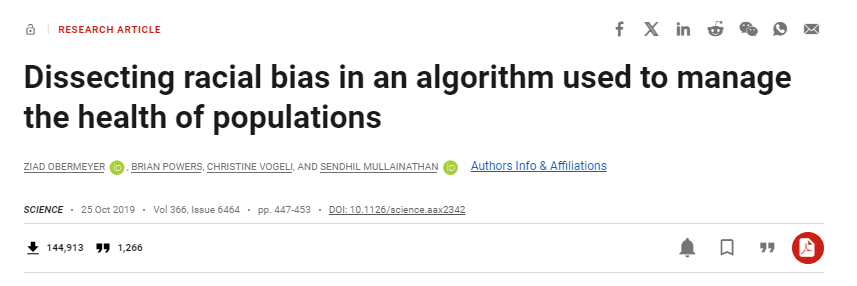 RESEARCH ARTICLE
Dissecting racial bias in an algorithm used to manage
the health of populations
ZIAD OBERMEYER iD, BRIAN POWERS, CHRISTINE VOGELI, AND SENDHIL MULLAINATHAN iD Authors Info & Affiliations
SCIENCE • 25 Oct 2019 • Vol 366, Issue 6464 • pp. 447-453 • DOI: 10.1126/science.aax2342
144,913 1,266